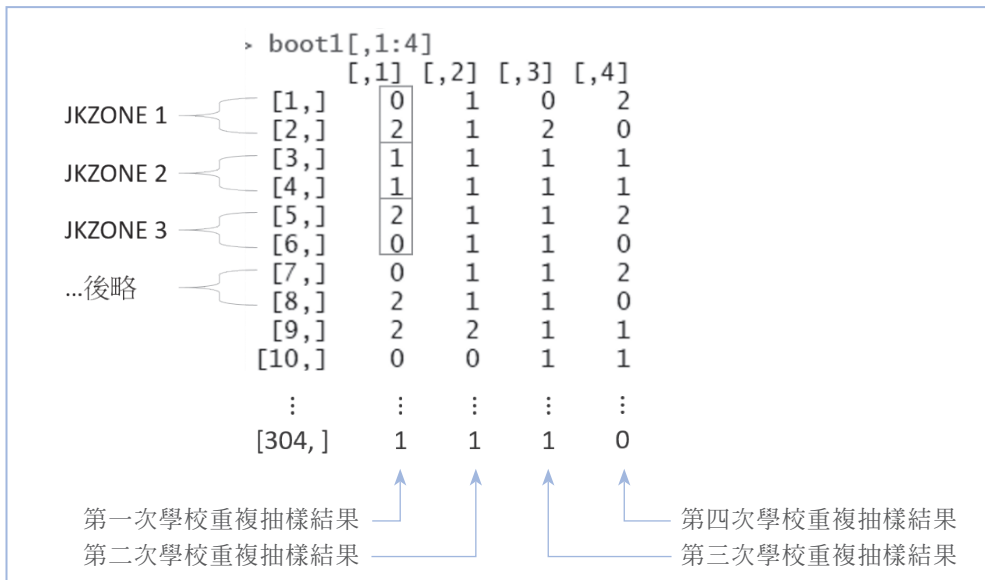 > boot1[,1:4]
[,1] [,2] [,3] [,4]
JKZONE 1
[1,] 0 1 0 2
[2,] 2 1 2 0
JKZONE 2
[3,] 1 1 1 1
[4,] 1 1 1 1
JKZONE 3
[5,] 2 1 1 2
[6,] 0 1 1 0
…後略
[7,] 0 1 1 2
[8,] 2 1 1 0
[9,] 2 2 1 1
[10,] 0 0 1 1
⋮ ⋮ ⋮ ⋮ ⋮
[304, ] 1 1 1 0
第一次學校重複抽樣結果 第四次學校重複抽樣結果
第二次學校重複抽樣結果 第三次學校重複抽樣結果